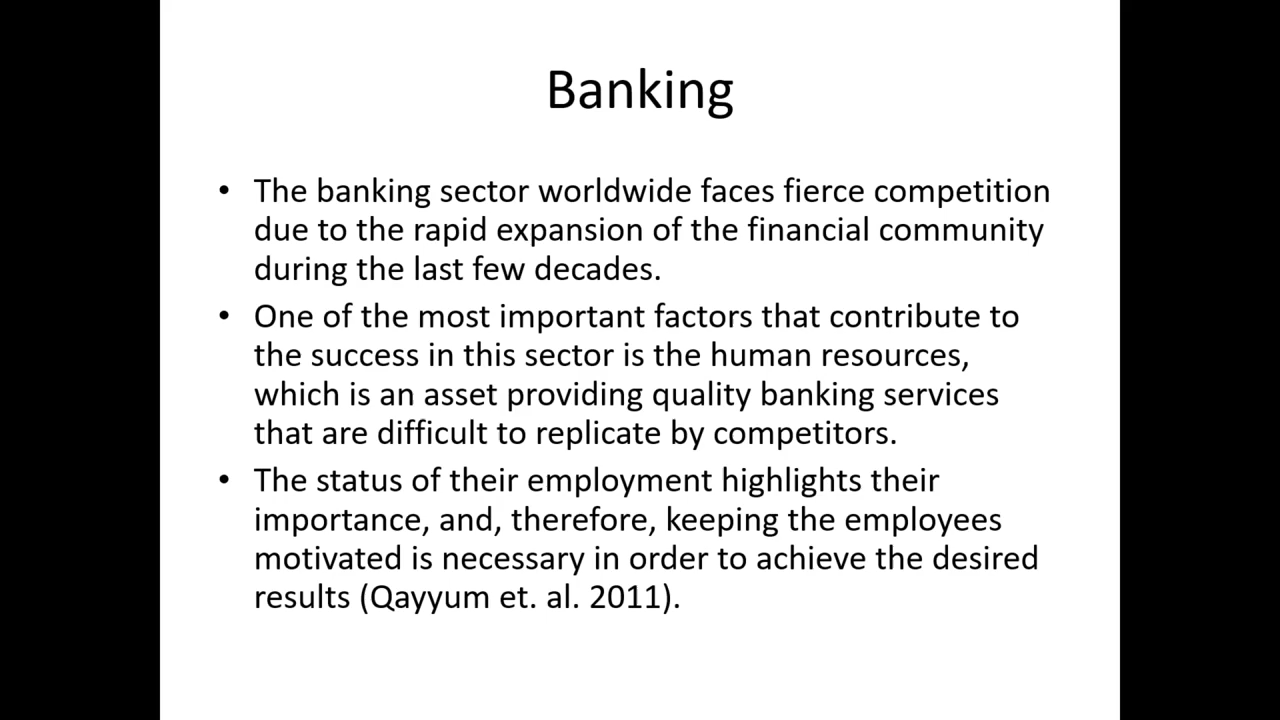 Banking
• The banking sector worldwide faces fierce competition
due to the rapid expansion of the financial community
during the last few decades.
• One of the most important factors that contribute to
the success in this sector is the human resources,
which is an asset providing quality banking services
that are difficult to replicate by competitors.
• The status of their employment highlights their
importance, and, therefore, keeping the employees
motivated is necessary in order to achieve the desired
results (Qayyum et. al. 2011).